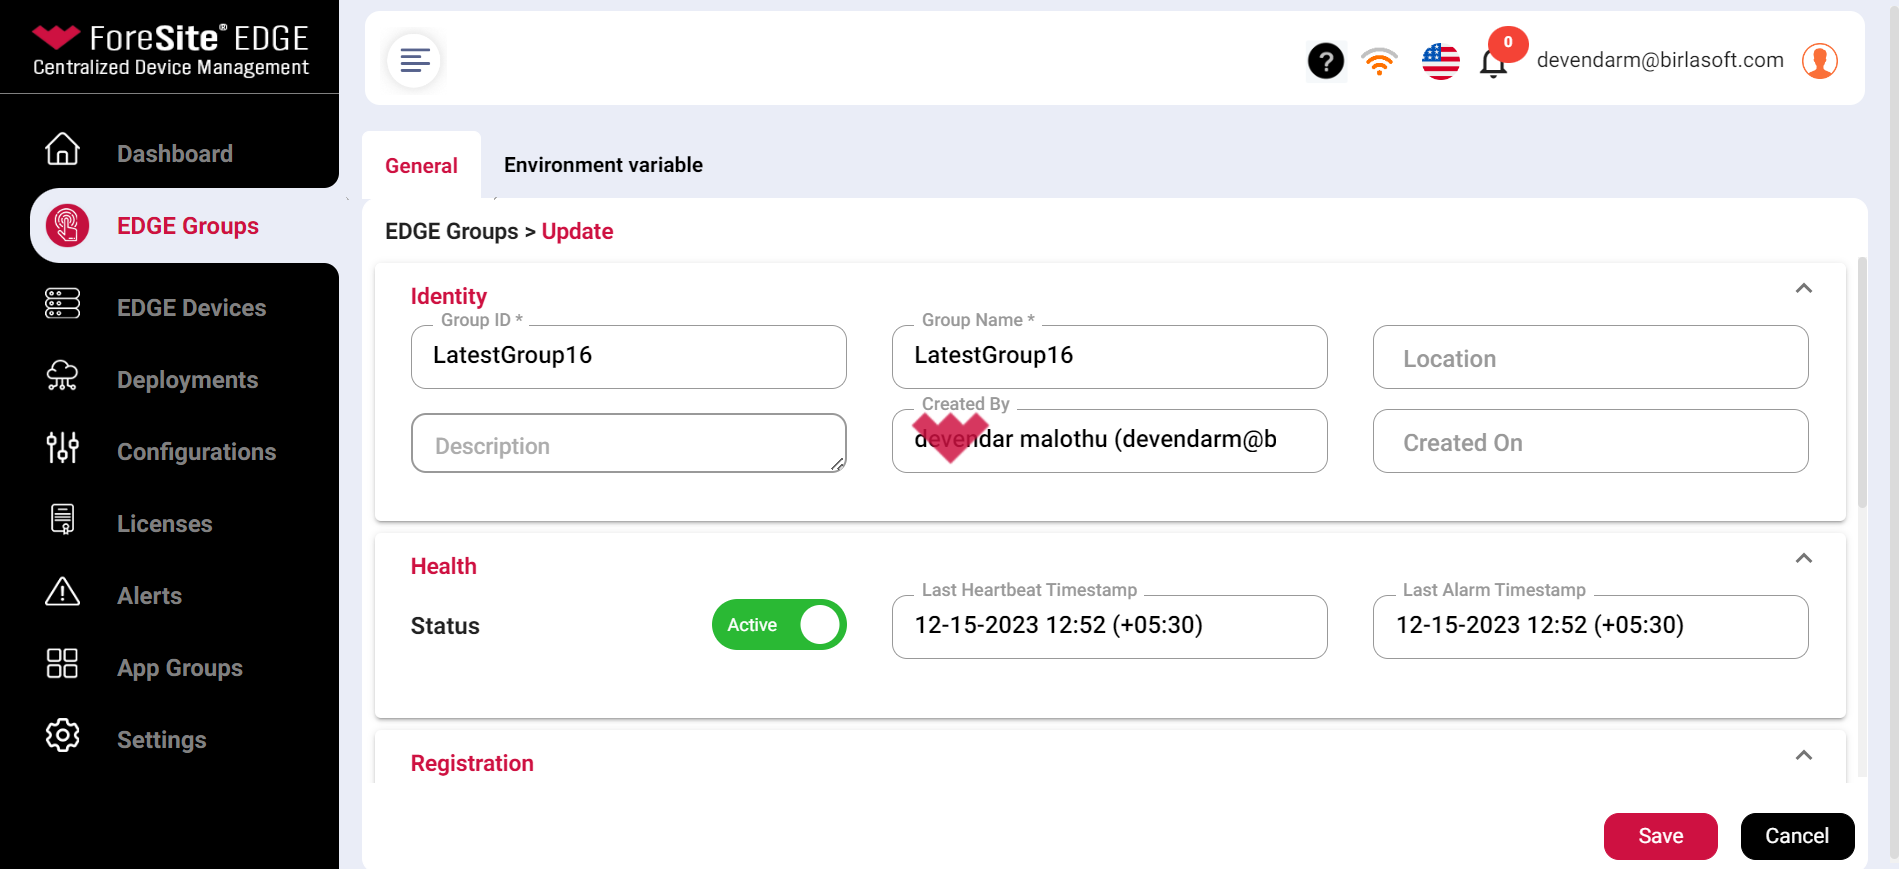 ForeSite® EDGE
Centralized Device Management
?
0
devendarm@birlasoft.com
Dashboard
EDGE Groups
EDGE Devices
Deployments
Configurations
Licenses
Alerts
App Groups
Settings
General
Environment variable
EDGE Groups > Update
Identity
Group ID *
LatestGroup16
Group Name *
LatestGroup16
Location
Description
Created By
devendar malothu (devendarm@b
Created On
Health
Status
Active
Last Heartbeat Timestamp
12-15-2023 12:52 (+05:30)
Last Alarm Timestamp
12-15-2023 12:52 (+05:30)
Registration
Save
Cancel